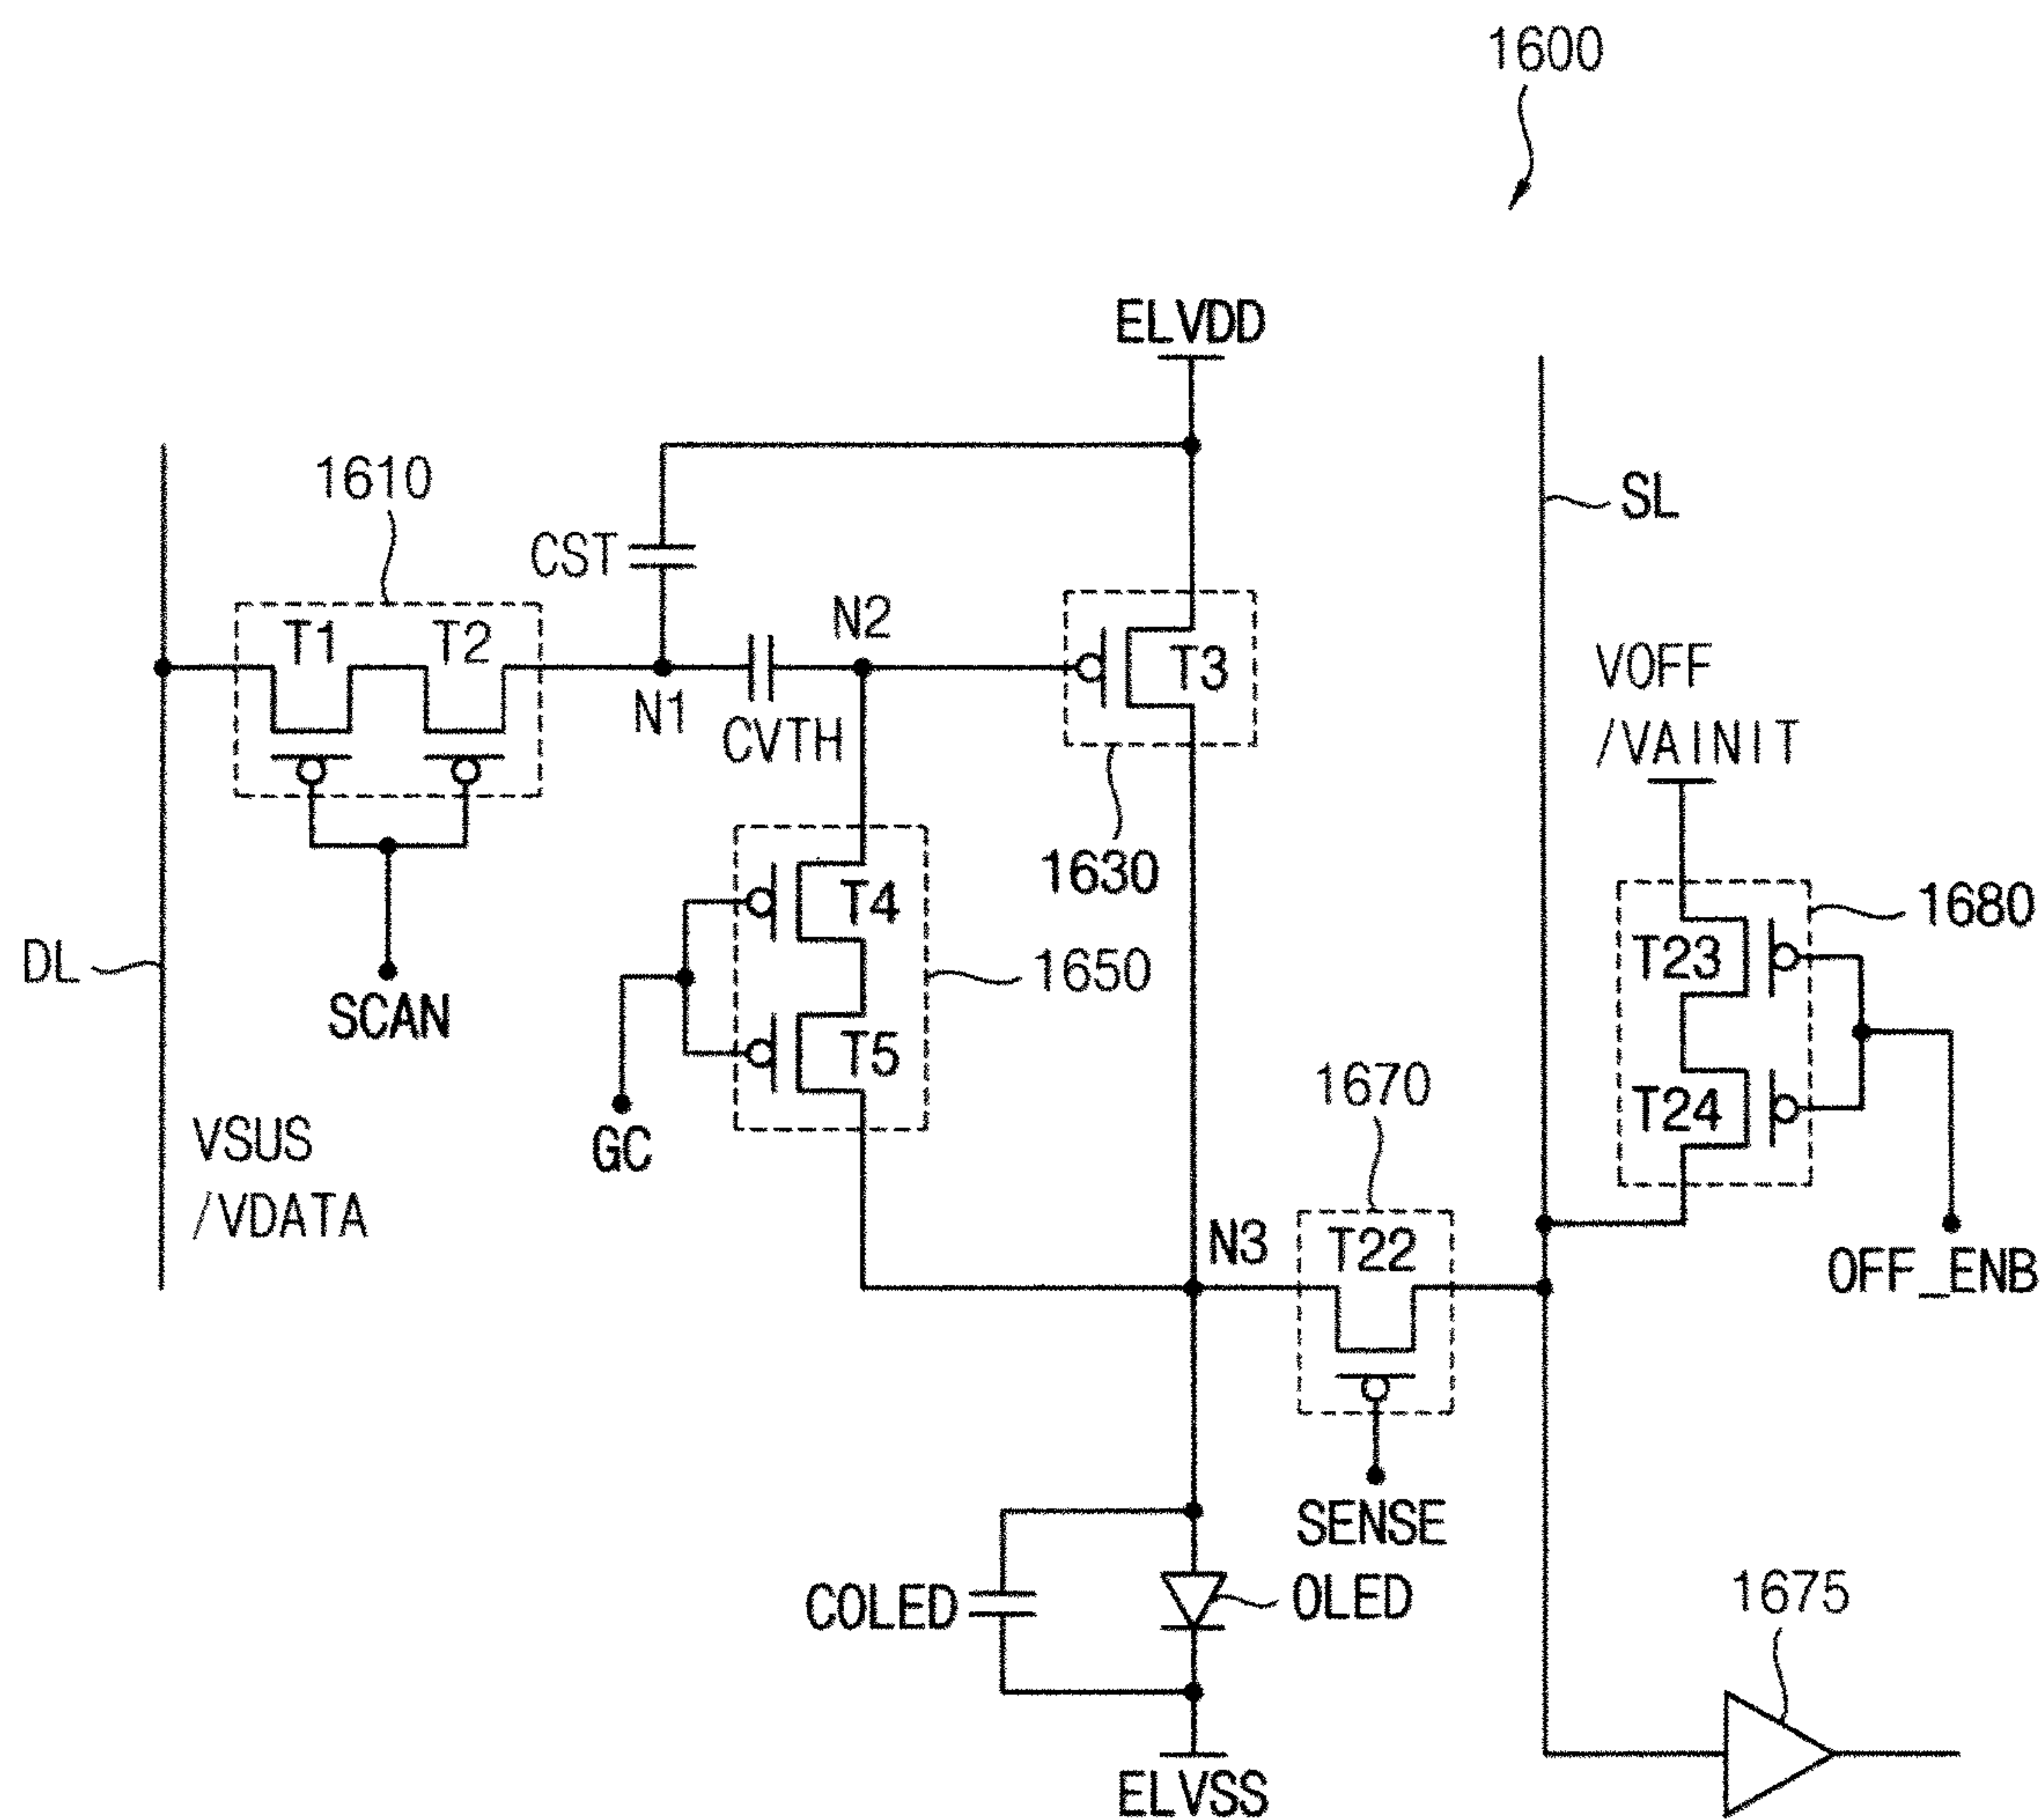 1600
ELVDD
1610
SL
CST
T1
T2
N2
T3
VOFF
/VAINIT
N1
CVTH
1630
1680
T4
T23
DL
1650
SCAN
T5
1670
T24
VSUS
GC
/VDATA
N3
T22
OFF_ENB
SENSE
COLED
OLED
1675
ELVSS